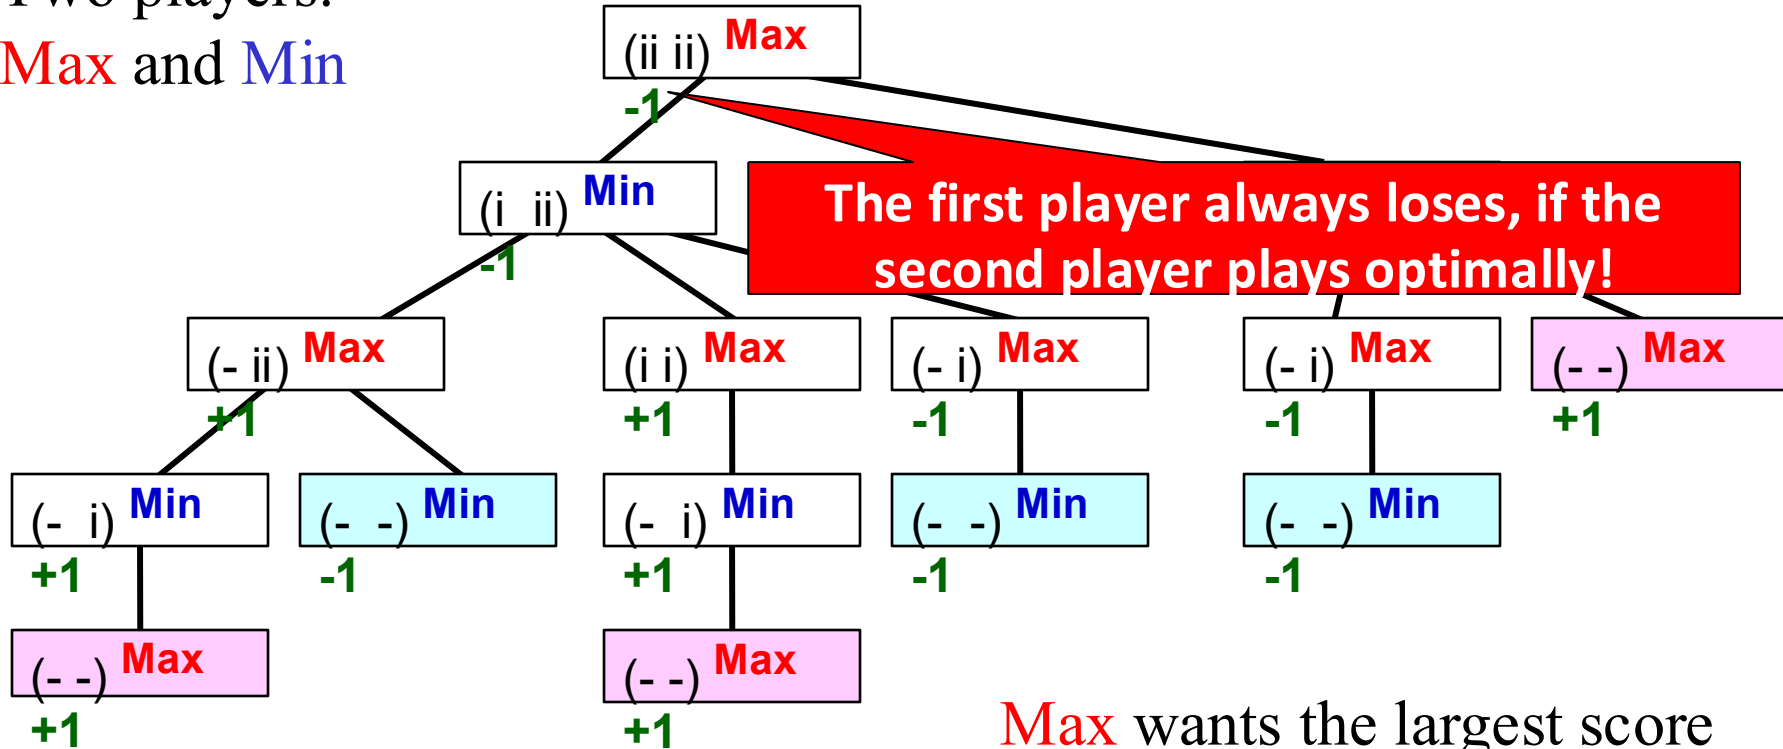 Two players:
Max and Min
(ii ii) Max
-1
(i ii) Min
-1
The first player always loses, if the
second player plays optimally!
(- ii) Max
+1
(i i) Max
+1
(- i) Max
-1
(- i) Max
-1
(- -) Max
+1
(- i) Min
+1
(- -) Min
-1
(- i) Min
+1
(- -) Min
-1
(- -) Min
-1
(- -) Max
+1
(- -) Max
+1
Max wants the largest score